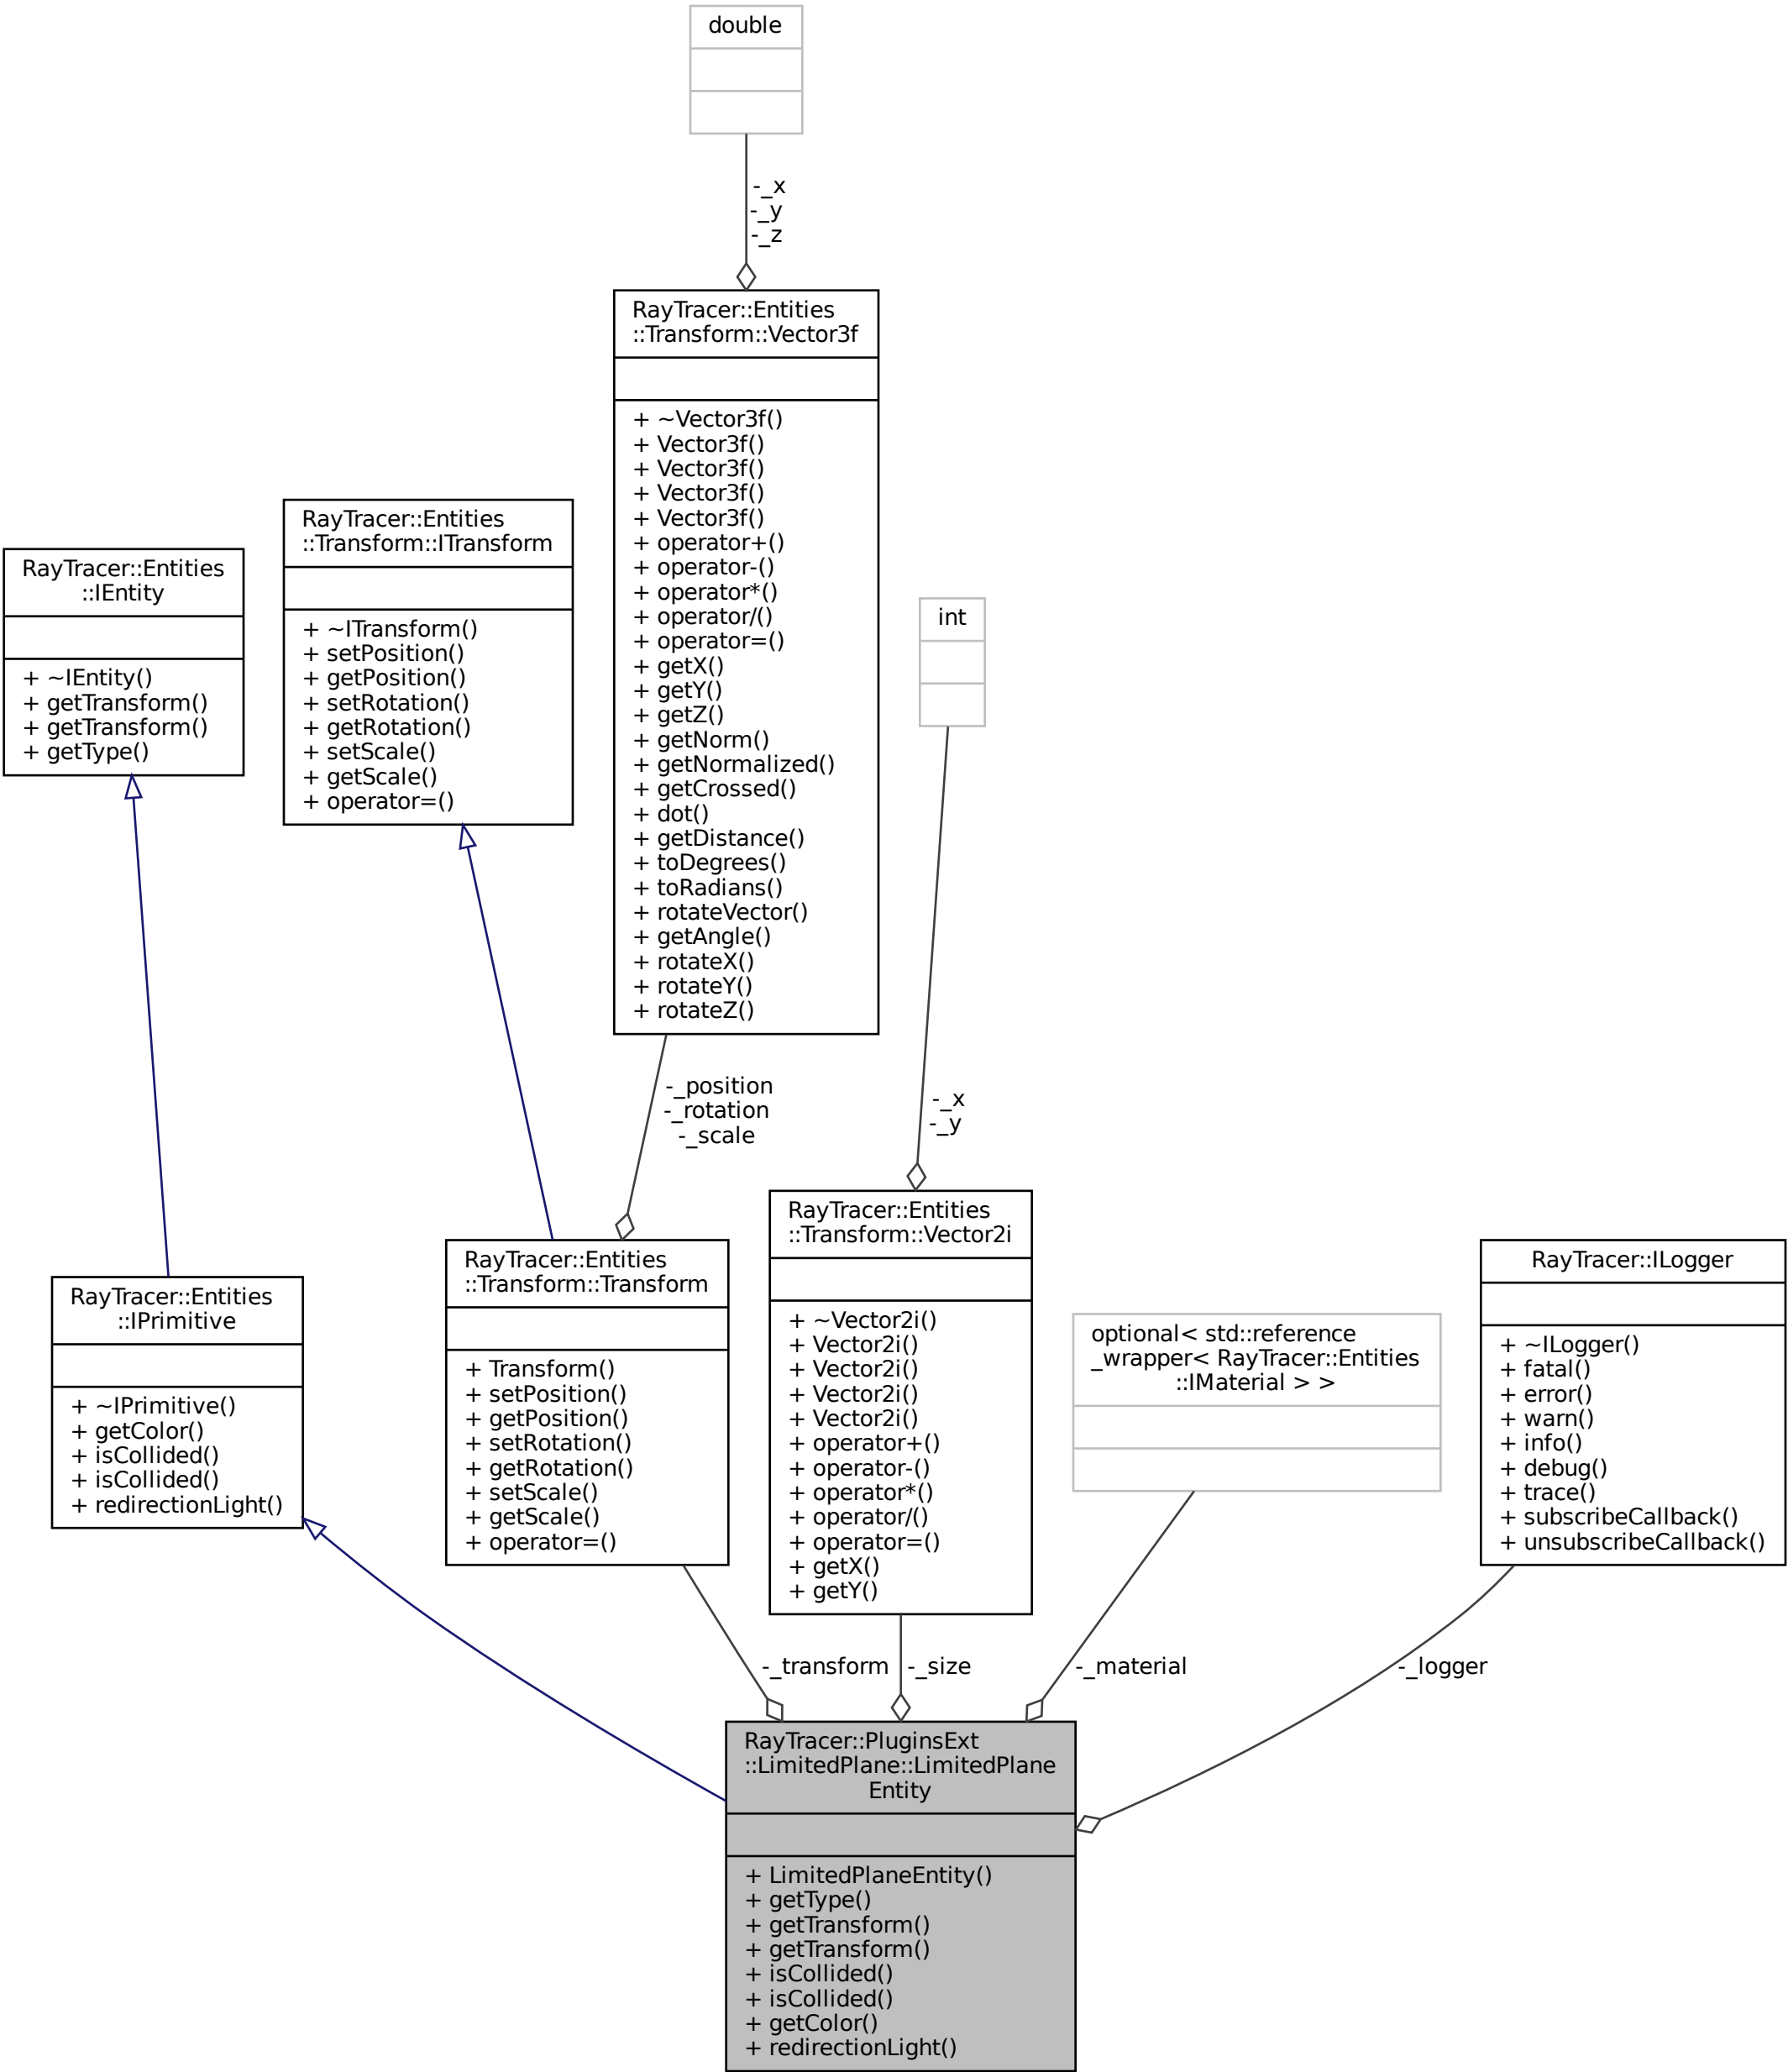 double
-_x
-_y
-_z
RayTracer::Entities
::Transform::Vector3f
+ ~Vector3f()
+ Vector3f()
+ Vector3f()
+ Vector3f()
+ Vector3f()
+ operator+()
+ operator-()
+ operator*()
+ operator/()
+ operator=()
+ getX()
+ getY()
+ getZ()
+ getNorm()
+ getNormalized()
+ getCrossed()
+ dot()
+ getDistance()
+ toDegrees()
+ toRadians()
+ rotateVector()
+ getAngle()
+ rotateX()
+ rotateY()
+ rotateZ()
RayTracer::Entities
::Transform::ITransform
+ ~ITransform()
+ setPosition()
+ getPosition()
+ setRotation()
+ getRotation()
+ setScale()
+ getScale()
+ operator=()
RayTracer::Entities
::IEntity
+ ~IEntity()
+ getTransform()
+ getTransform()
+ getType()
int
-_position
-_rotation
-_scale
-_x
-_y
RayTracer::Entities
::IPrimitive
+ ~IPrimitive()
+ getColor()
+ isCollided()
+ isCollided()
+ redirectionLight()
RayTracer::Entities
::Transform::Transform
+ Transform()
+ setPosition()
+ getPosition()
+ setRotation()
+ getRotation()
+ setScale()
+ getScale()
+ operator=()
RayTracer::Entities
::Transform::Vector2i
+ ~Vector2i()
+ Vector2i()
+ Vector2i()
+ Vector2i()
+ Vector2i()
+ operator+()
+ operator-()
+ operator*()
+ operator/()
+ operator=()
+ getX()
+ getY()
optional< std::reference
_wrapper< RayTracer::Entities
::IMaterial > >
RayTracer::ILogger
+ ~ILogger()
+ fatal()
+ error()
+ warn()
+ info()
+ debug()
+ trace()
+ subscribeCallback()
+ unsubscribeCallback()
-_transform
-_size
-_material
-_logger
RayTracer::PluginsExt
::LimitedPlane::LimitedPlane
Entity
+ LimitedPlaneEntity()
+ getType()
+ getTransform()
+ getTransform()
+ isCollided()
+ isCollided()
+ getColor()
+ redirectionLight()